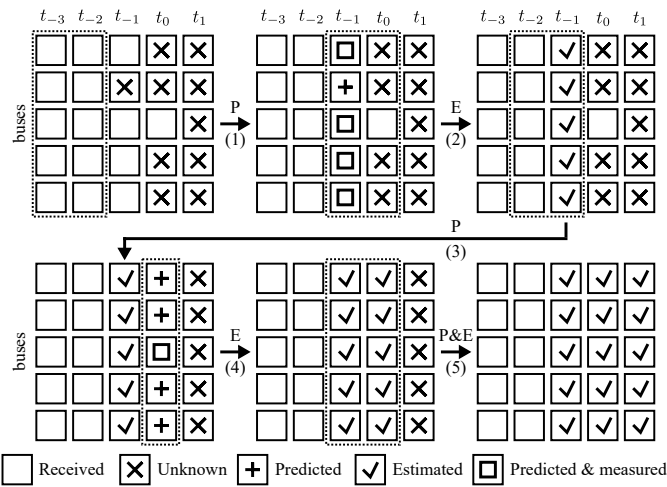 t₋₃ t₋₂ t₋₁ t₀ t₁ t₋₃ t₋₂ t₋₁ t₀ t₁ t₋₃ t₋₂ t₋₁ t₀ t₁
buses
P
(1)
E
(2)
P
(3)
buses
E
(4)
P&E
(5)
Received Unknown Predicted Estimated Predicted & measured